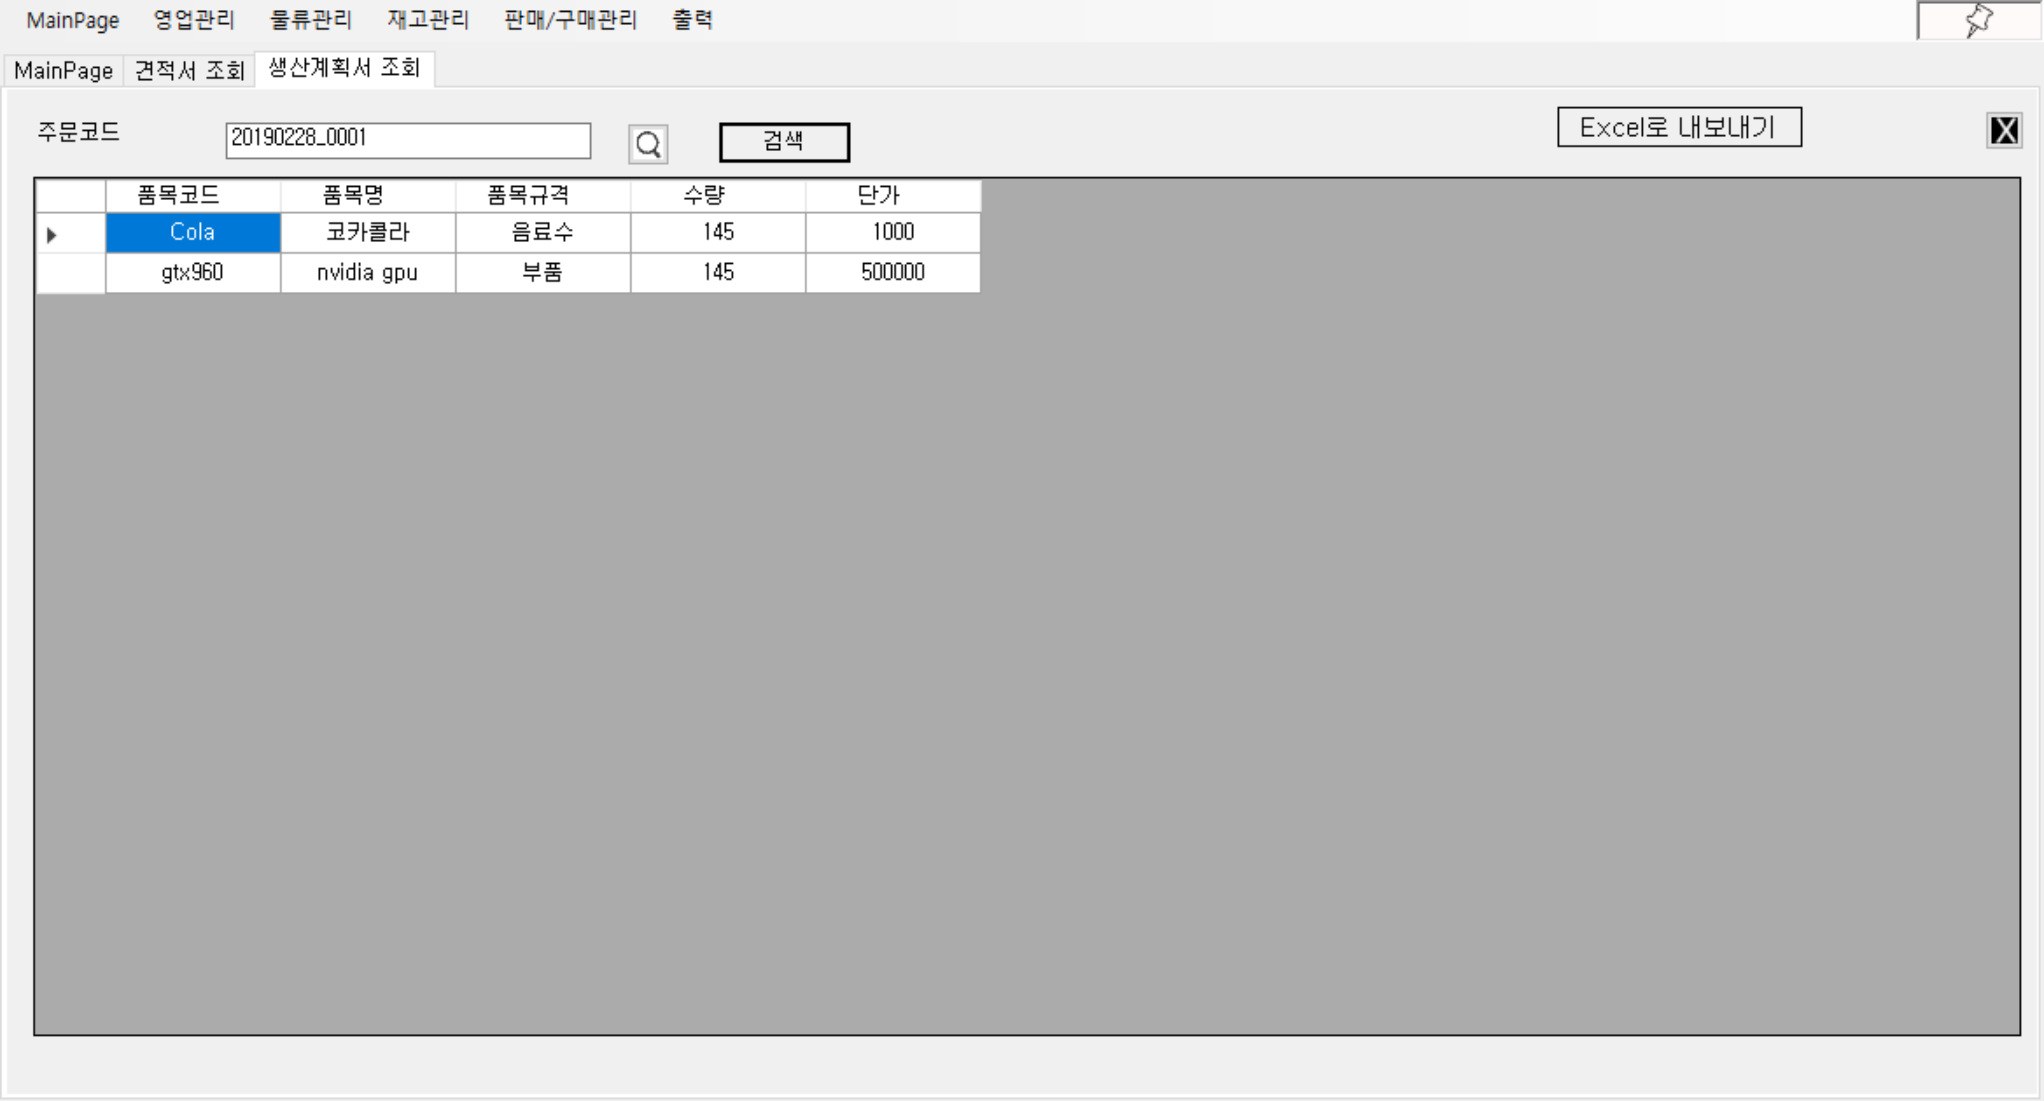 MainPage 영업관리 물류관리 재고관리 판매/구매관리 출력
MainPage 견적서 조회 생산계획서 조회
주문코드 20190228_0001 검색 Excel로 내보내기 X
품목코드 품목명 품목규격 수량 단가
Cola 코카콜라 음료수 145 1000
gtx960 nvidia gpu 부품 145 500000